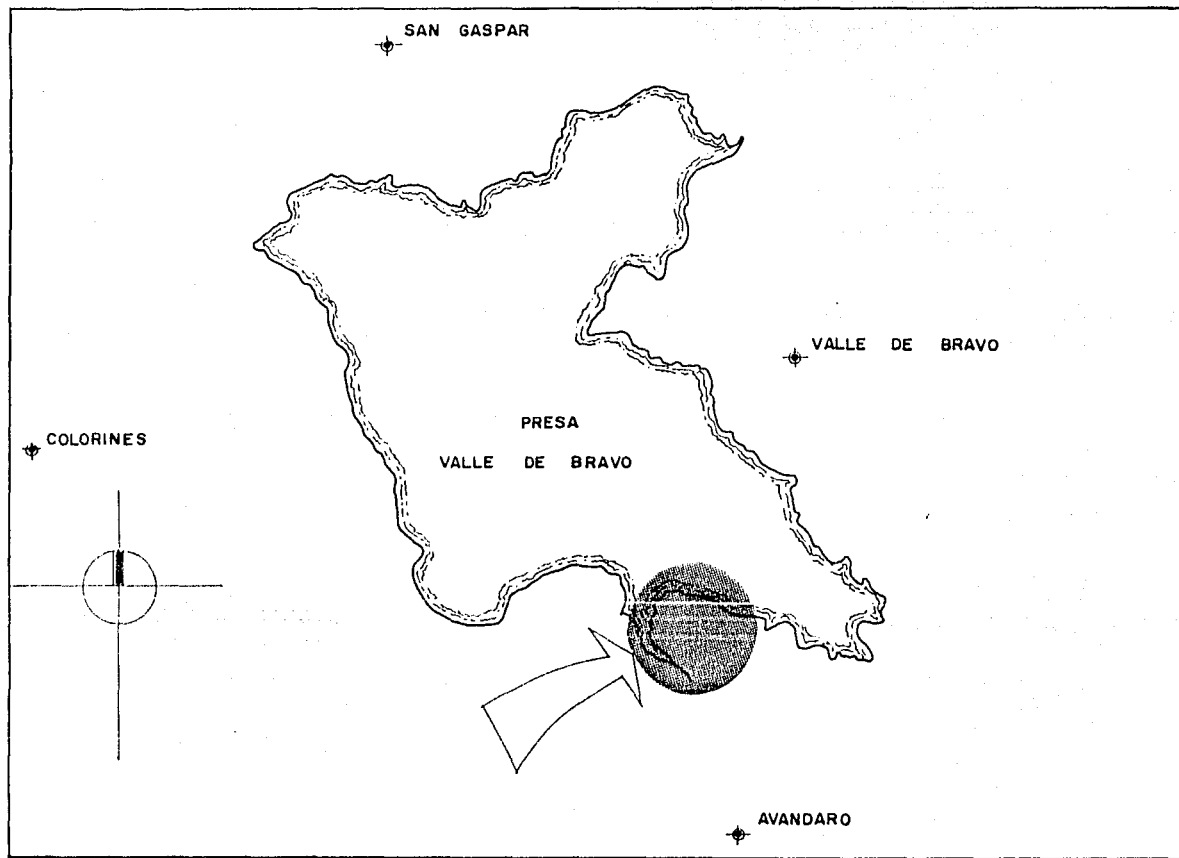 SAN GASPAR
VALLE DE BRAVO
PRESA
VALLE DE BRAVO
COLORINES
AVANDARO